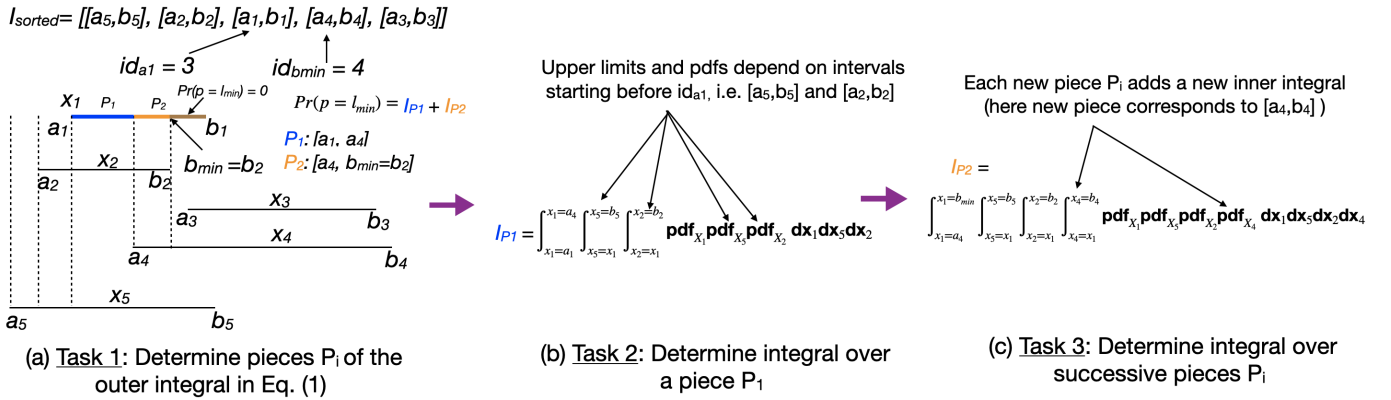 I_sorted= [[a5,b5], [a2,b2], [a1,b1], [a4,b4], [a3,b3]]
id_a1 = 3
id_bmin = 4
Pr(p = l_min) = 0
x1
P1
P2
a1
b1
Pr(p = l_min) = I_P1 + I_P2
P1: [a1, a4]
P2: [a4, b_min=b2]
b_min =b2
x2
a2
b2
x3
a3
b3
x4
a4
b4
x5
a5
b5
(a) Task 1: Determine pieces Pi of the
outer integral in Eq. (1)
Upper limits and pdfs depend on intervals
starting before id_a1, i.e. [a5,b5] and [a2,b2]
I_P1 = ∫_{x1=a1}^{x1=a4} ∫_{x5=x1}^{x5=b5} ∫_{x2=x1}^{x2=b2} pdf_X1 pdf_X5 pdf_X2 dx1dx5dx2
(b) Task 2: Determine integral over
a piece P1
Each new piece Pi adds a new inner integral
(here new piece corresponds to [a4,b4] )
I_P2 =
∫_{x1=a4}^{x1=b_min} ∫_{x5=x1}^{x5=b5} ∫_{x2=x1}^{x2=b2} ∫_{x4=x1}^{x4=b4} pdf_X1 pdf_X5 pdf_X2 pdf_X4 dx1dx5dx2dx4
(c) Task 3: Determine integral over
successive pieces Pi